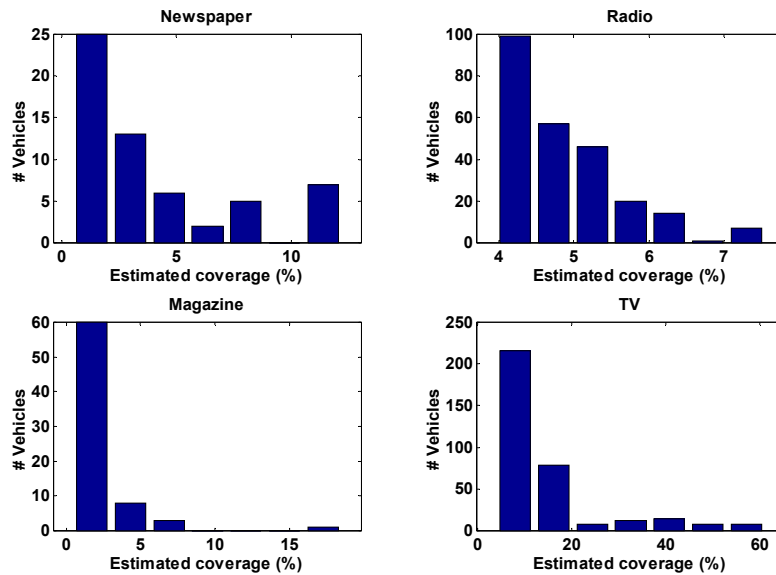 Newspaper
25
20
15
10
5
0
# Vehicles
0 5 10
Estimated coverage (%)
Radio
100
80
60
40
20
0
# Vehicles
4 5 6 7
Estimated coverage (%)
Magazine
60
50
40
30
20
10
0
# Vehicles
0 5 10 15
Estimated coverage (%)
TV
250
200
150
100
50
0
# Vehicles
0 20 40 60
Estimated coverage (%)